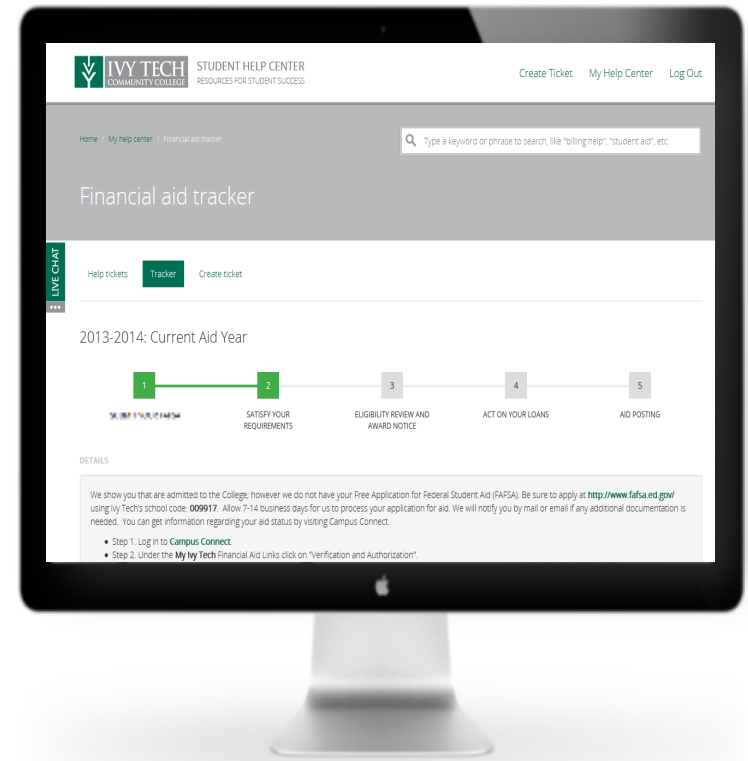 IVY TECH
COMMUNITY COLLEGE
STUDENT HELP CENTER
RESOURCES FOR STUDENT SUCCESS
Create Ticket My Help Center Log Out
Home / My help center / Financial aid tracker
Type a keyword or phrase to search, like "billing help", "student aid", etc.
Financial aid tracker
LIVE CHAT
Help tickets Tracker Create ticket
2013-2014: Current Aid Year
1 2 3 4 5
SATISFY YOUR
REQUIREMENTS
ELIGIBILITY REVIEW AND
AWARD NOTICE
ACT ON YOUR LOANS
AID POSTING
DETAILS
We show you that are admitted to the College; however we do not have your Free Application for Federal Student Aid (FAFSA). Be sure to apply at http://www.fafsa.ed.gov/
using Ivy Tech's school code: 009917. Allow 7-14 business days for us to process your application for aid. We will notify you by mail or email if any additional documentation is
needed. You can get information regarding your aid status by visiting Campus Connect.
• Step 1. Log in to Campus Connect.
• Step 2. Under the My Ivy Tech Financial Aid Links click on "Verification and Authorization".